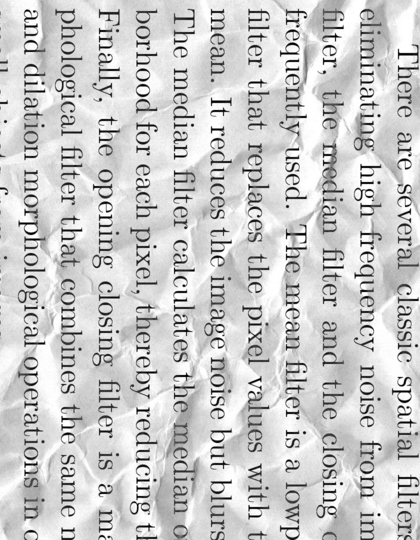 There are several classic spatial filters
eliminating high frequency noise from im
filter, the median filter and the closing o
frequently used. The mean filter is a lowp
filter that replaces the pixel values with t
mean. It reduces the image noise but blurs
The median filter calculates the median o
borhood for each pixel, thereby reducing th
Finally, the opening closing filter is a ma
phological filter that combines the same n
and dilation morphological operations in c